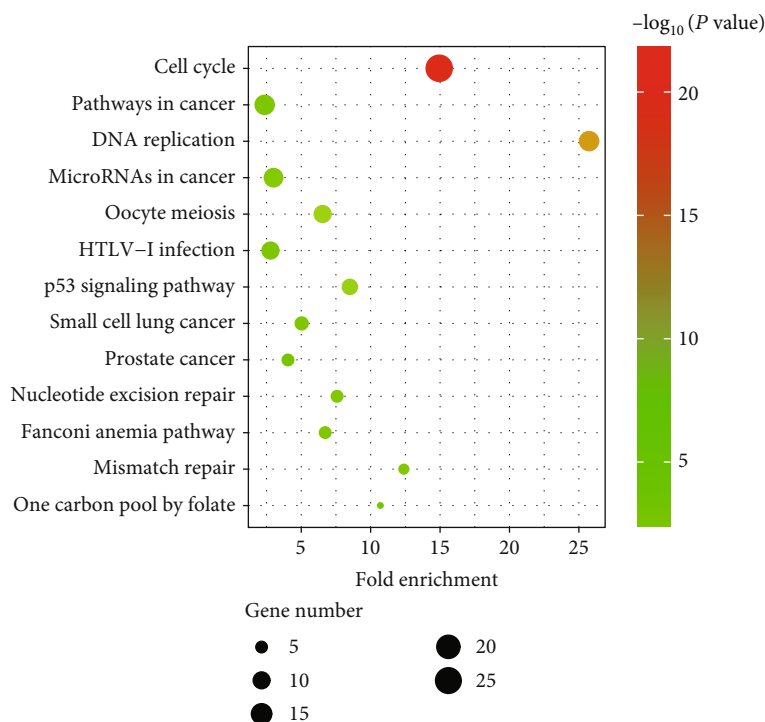 –log10 (P value)
Cell cycle
Pathways in cancer
DNA replication
MicroRNAs in cancer
Oocyte meiosis
HTLV−I infection
p53 signaling pathway
Small cell lung cancer
Prostate cancer
Nucleotide excision repair
Fanconi anemia pathway
Mismatch repair
One carbon pool by folate
20
15
10
5
5 10 15 20 25
Fold enrichment
Gene number
5 20
10 25
15